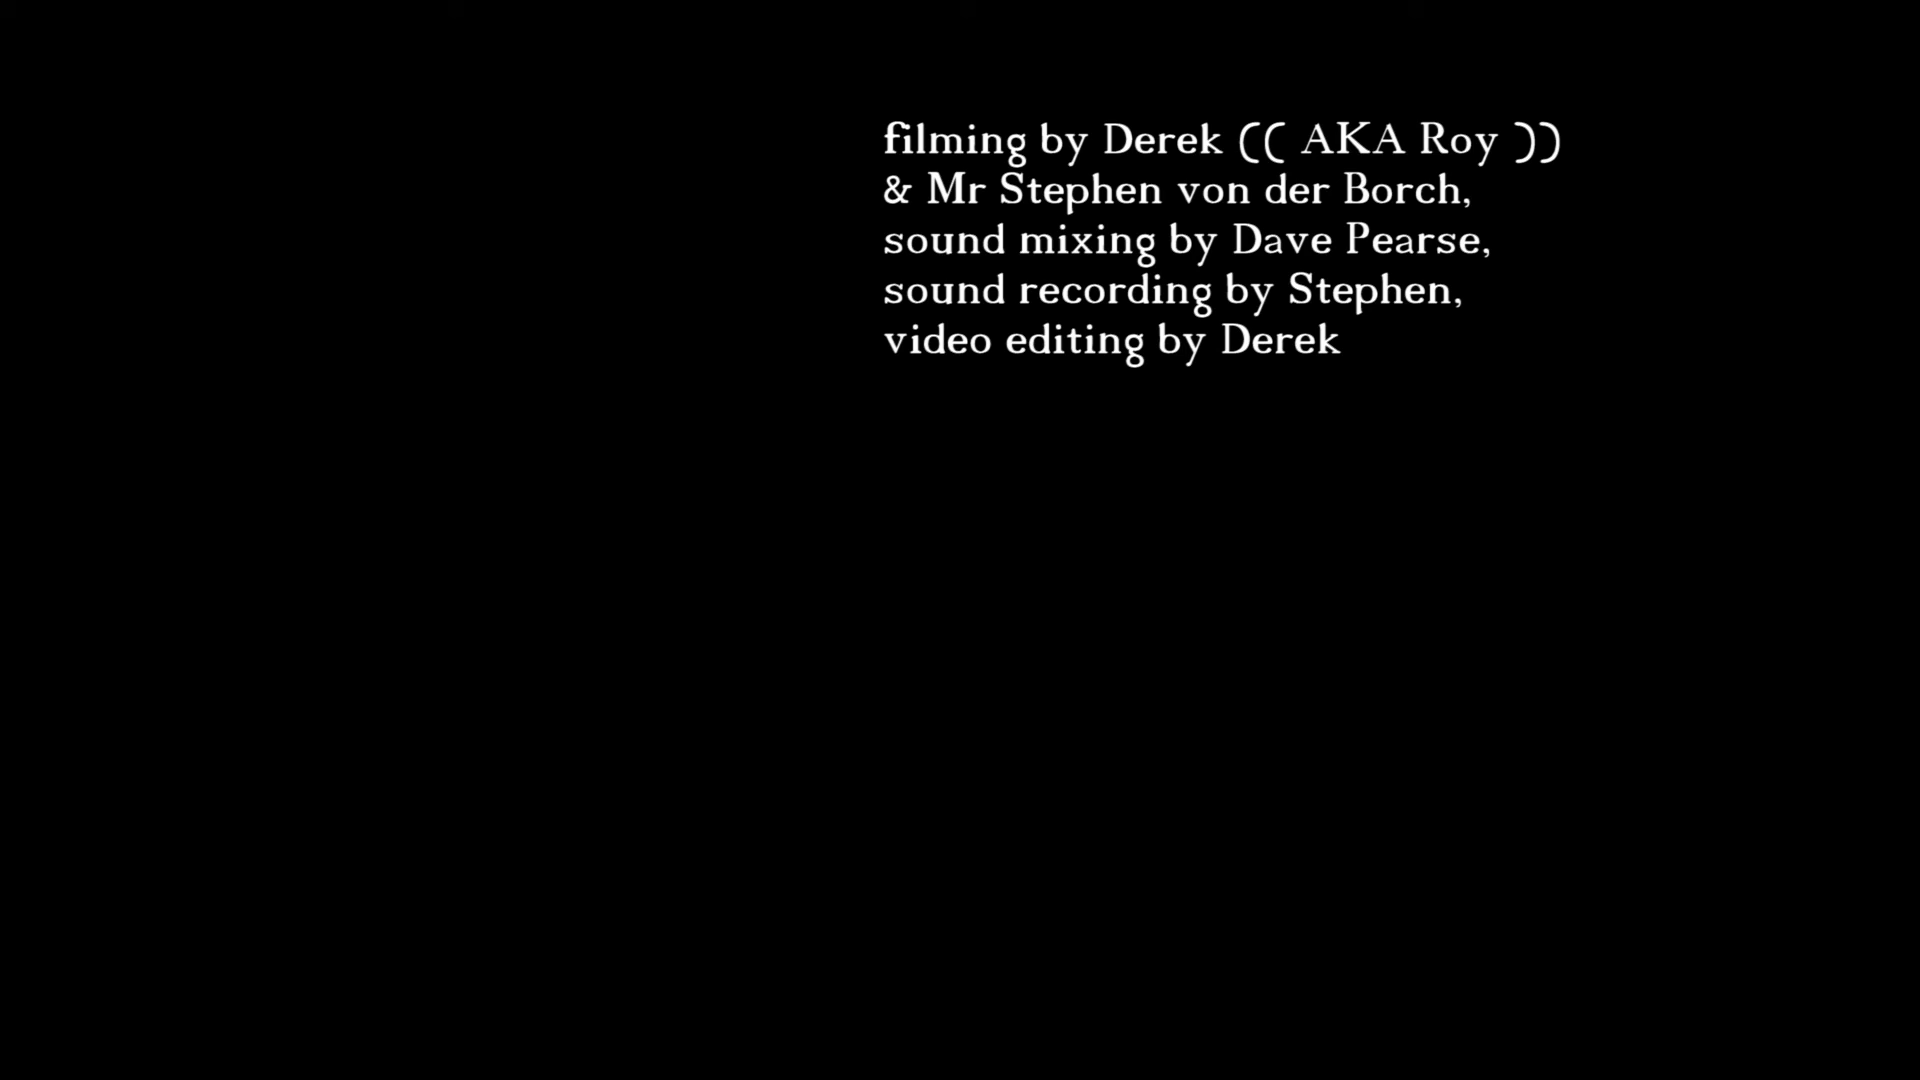 filming by Derek (( AKA Roy ))
& Mr Stephen von der Borch,
sound mixing by Dave Pearse,
sound recording by Stephen,
video editing by Derek